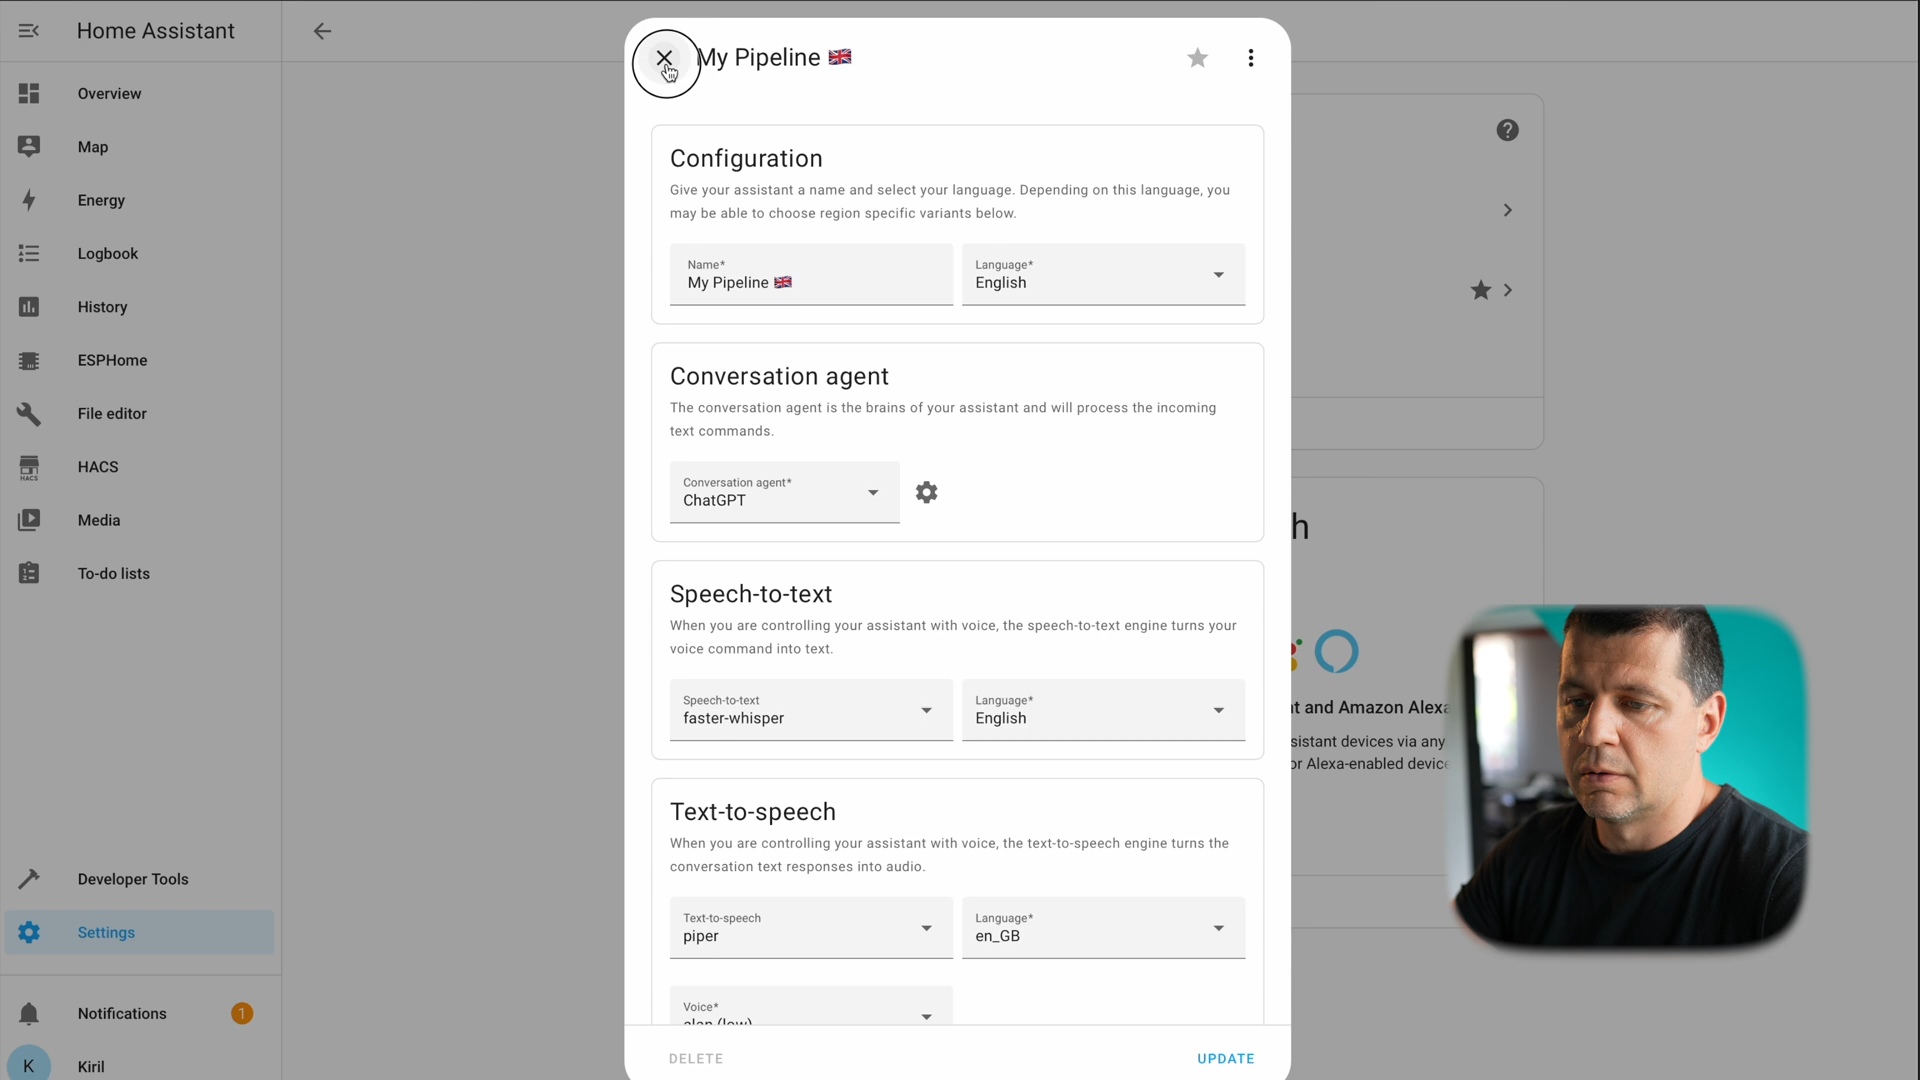 Home Assistant
Overview
Map
Energy
Logbook
History
ESPHome
File editor
HACS
HACS
Media
To-do lists
Developer Tools
Settings
Notifications
1
K
Kiril
My Pipeline 🇬🇧
Configuration
Give your assistant a name and select your language. Depending on this language, you
may be able to choose region specific variants below.
Name*
My Pipeline 🇬🇧
Language*
English
Conversation agent
The conversation agent is the brains of your assistant and will process the incoming
text commands.
Conversation agent*
ChatGPT
Speech-to-text
When you are controlling your assistant with voice, the speech-to-text engine turns your
voice command into text.
Speech-to-text
faster-whisper
Language*
English
Text-to-speech
When you are controlling your assistant with voice, the text-to-speech engine turns the
conversation text responses into audio.
Text-to-speech
piper
Language*
en_GB
Voice*
alan (low)
DELETE
UPDATE
h
nt and Amazon Alexa
sistant devices via any
or Alexa-enabled device